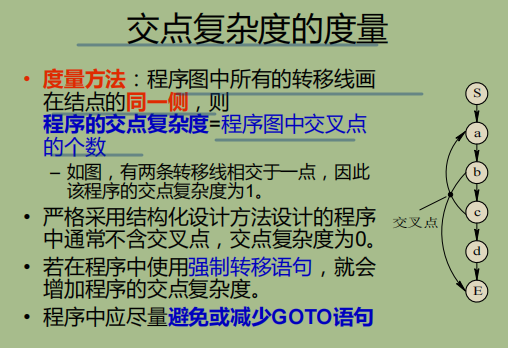 交点复杂度的度量
• 度量方法：程序图中所有的转移线画
在结点的同一侧，则
程序的交点复杂度=程序图中交叉点
的个数
– 如图，有两条转移线相交于一点，因此
该程序的交点复杂度为1。
• 严格采用结构化设计方法设计的程序
中通常不含交叉点，交点复杂度为0。
• 若在程序中使用强制转移语句，就会
增加程序的交点复杂度。
• 程序中应尽量避免或减少GOTO语句
S
a
b
c
交叉点
d
E